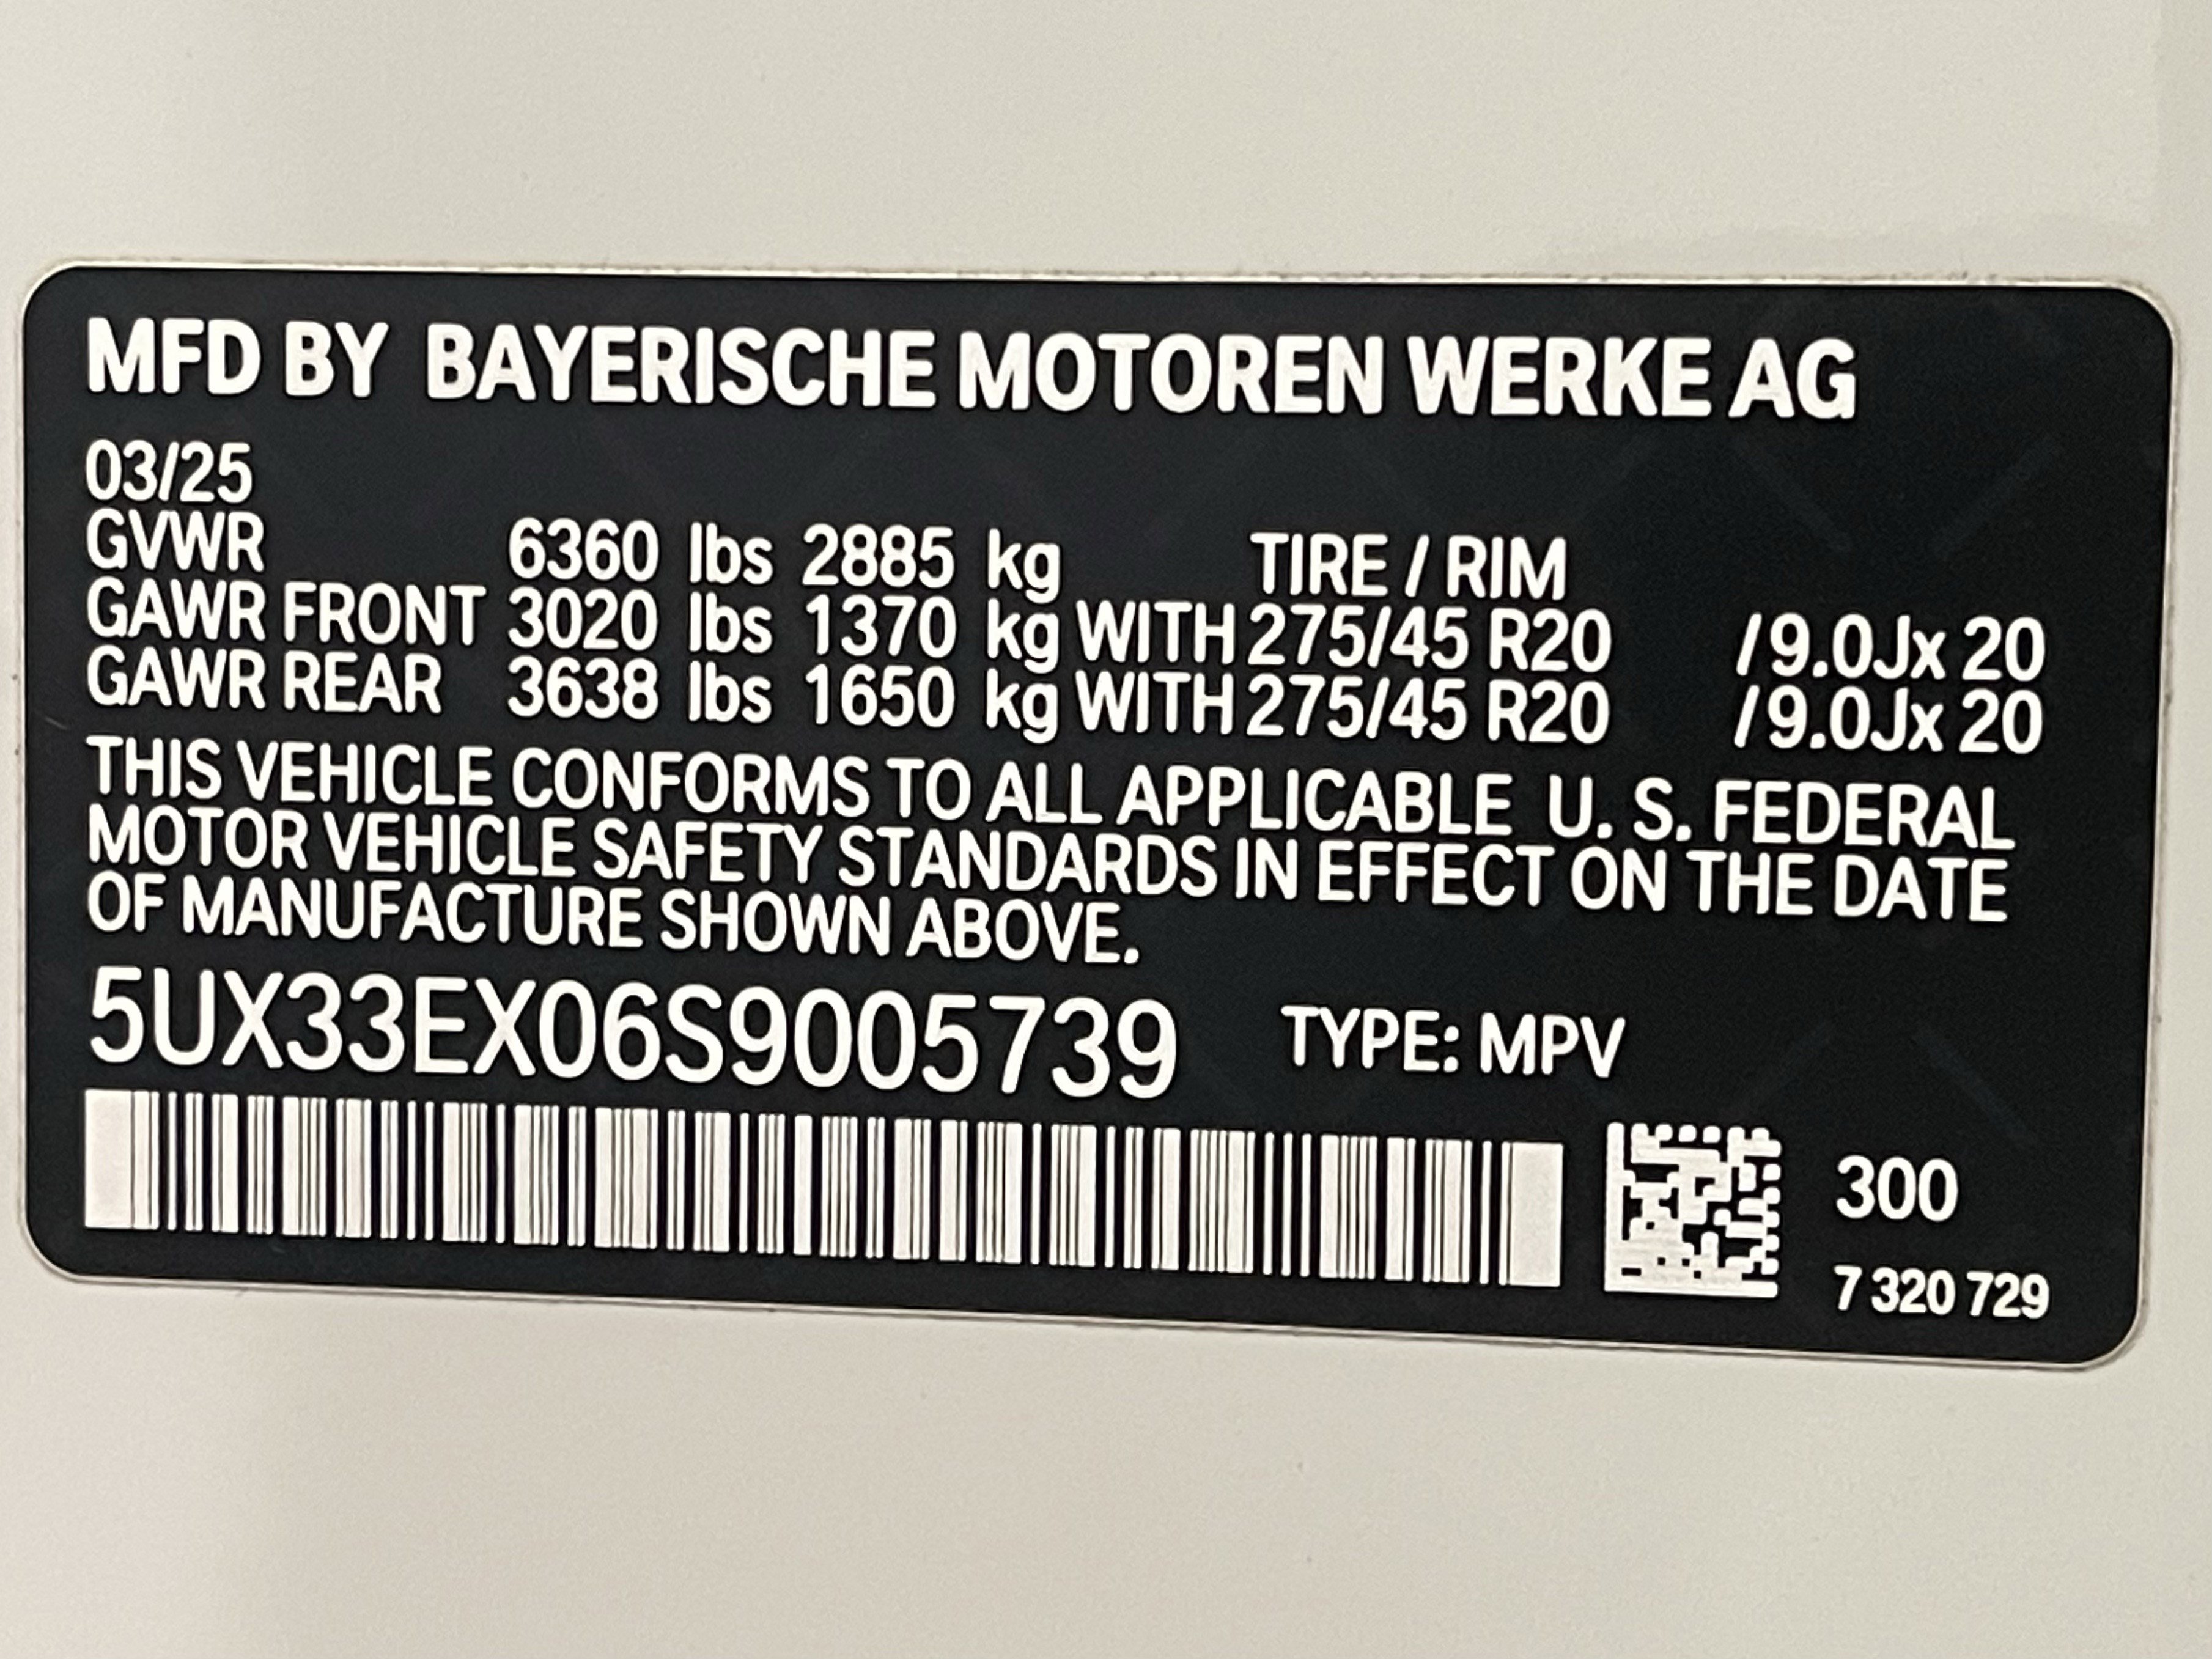 MFD BY BAYERISCHE MOTOREN WERKE AG
03/25
GVWR 6360 lbs 2885 kg TIRE / RIM
GAWR FRONT 3020 lbs 1370 kg WITH 275/45 R20 / 9.0Jx 20
GAWR REAR 3638 lbs 1650 kg WITH 275/45 R20 / 9.0Jx 20
THIS VEHICLE CONFORMS TO ALL APPLICABLE U. S. FEDERAL
MOTOR VEHICLE SAFETY STANDARDS IN EFFECT ON THE DATE
OF MANUFACTURE SHOWN ABOVE.
5UX33EX06S9005739 TYPE: MPV
300
7 320 729